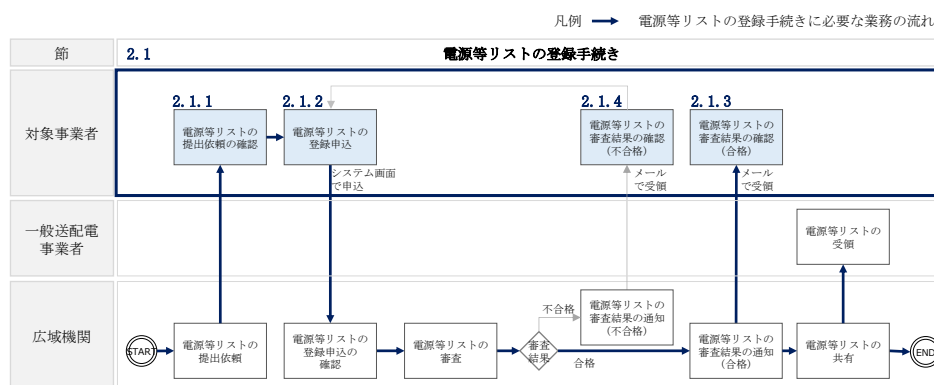 凡例 電源等リストの登録手続きに必要な業務の流れ
節 2.1 電源等リストの登録手続き
対象事業者
2.1.1
電源等リストの
提出依頼の確認
2.1.2
電源等リストの
登録申込
システム画面
で申込
2.1.4
電源等リストの
審査結果の確認
(不合格)
メール
で受領
2.1.3
電源等リストの
審査結果の確認
(合格)
メール
で受領
一般送配電
事業者
電源等リストの
受領
広域機関
START
電源等リストの
提出依頼
電源等リストの
登録申込の
確認
電源等リストの
審査
審査
結果
不合格
合格
電源等リストの
審査結果の通知
(不合格)
電源等リストの
審査結果の通知
(合格)
電源等リストの
共有
END